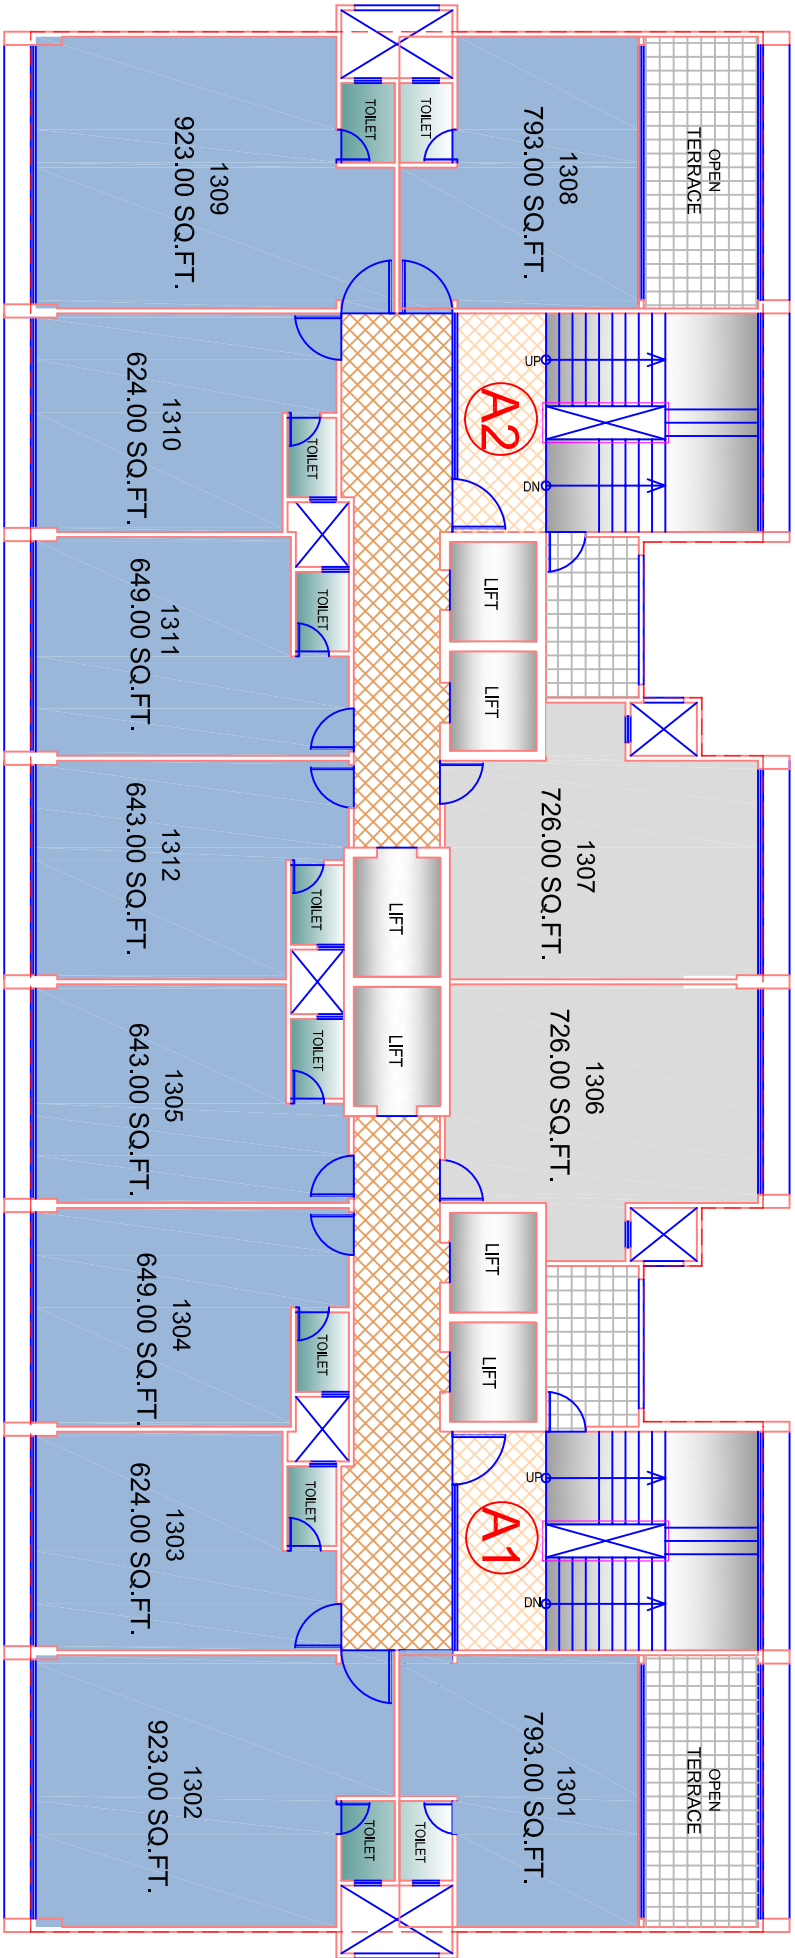 TOILET
TOILET
1309
923.00 SQ.FT.
1308
793.00 SQ.FT.
OPEN
TERRACE
1310
624.00 SQ.FT.
TOILET
A2
UP
DN
1311
649.00 SQ.FT.
TOILET
LIFT
LIFT
1312
643.00 SQ.FT.
TOILET
LIFT
1307
726.00 SQ.FT.
1305
643.00 SQ.FT.
TOILET
LIFT
1306
726.00 SQ.FT.
1304
649.00 SQ.FT.
TOILET
LIFT
LIFT
1303
624.00 SQ.FT.
TOILET
A1
UP
DN
1302
923.00 SQ.FT.
TOILET
TOILET
1301
793.00 SQ.FT.
OPEN
TERRACE